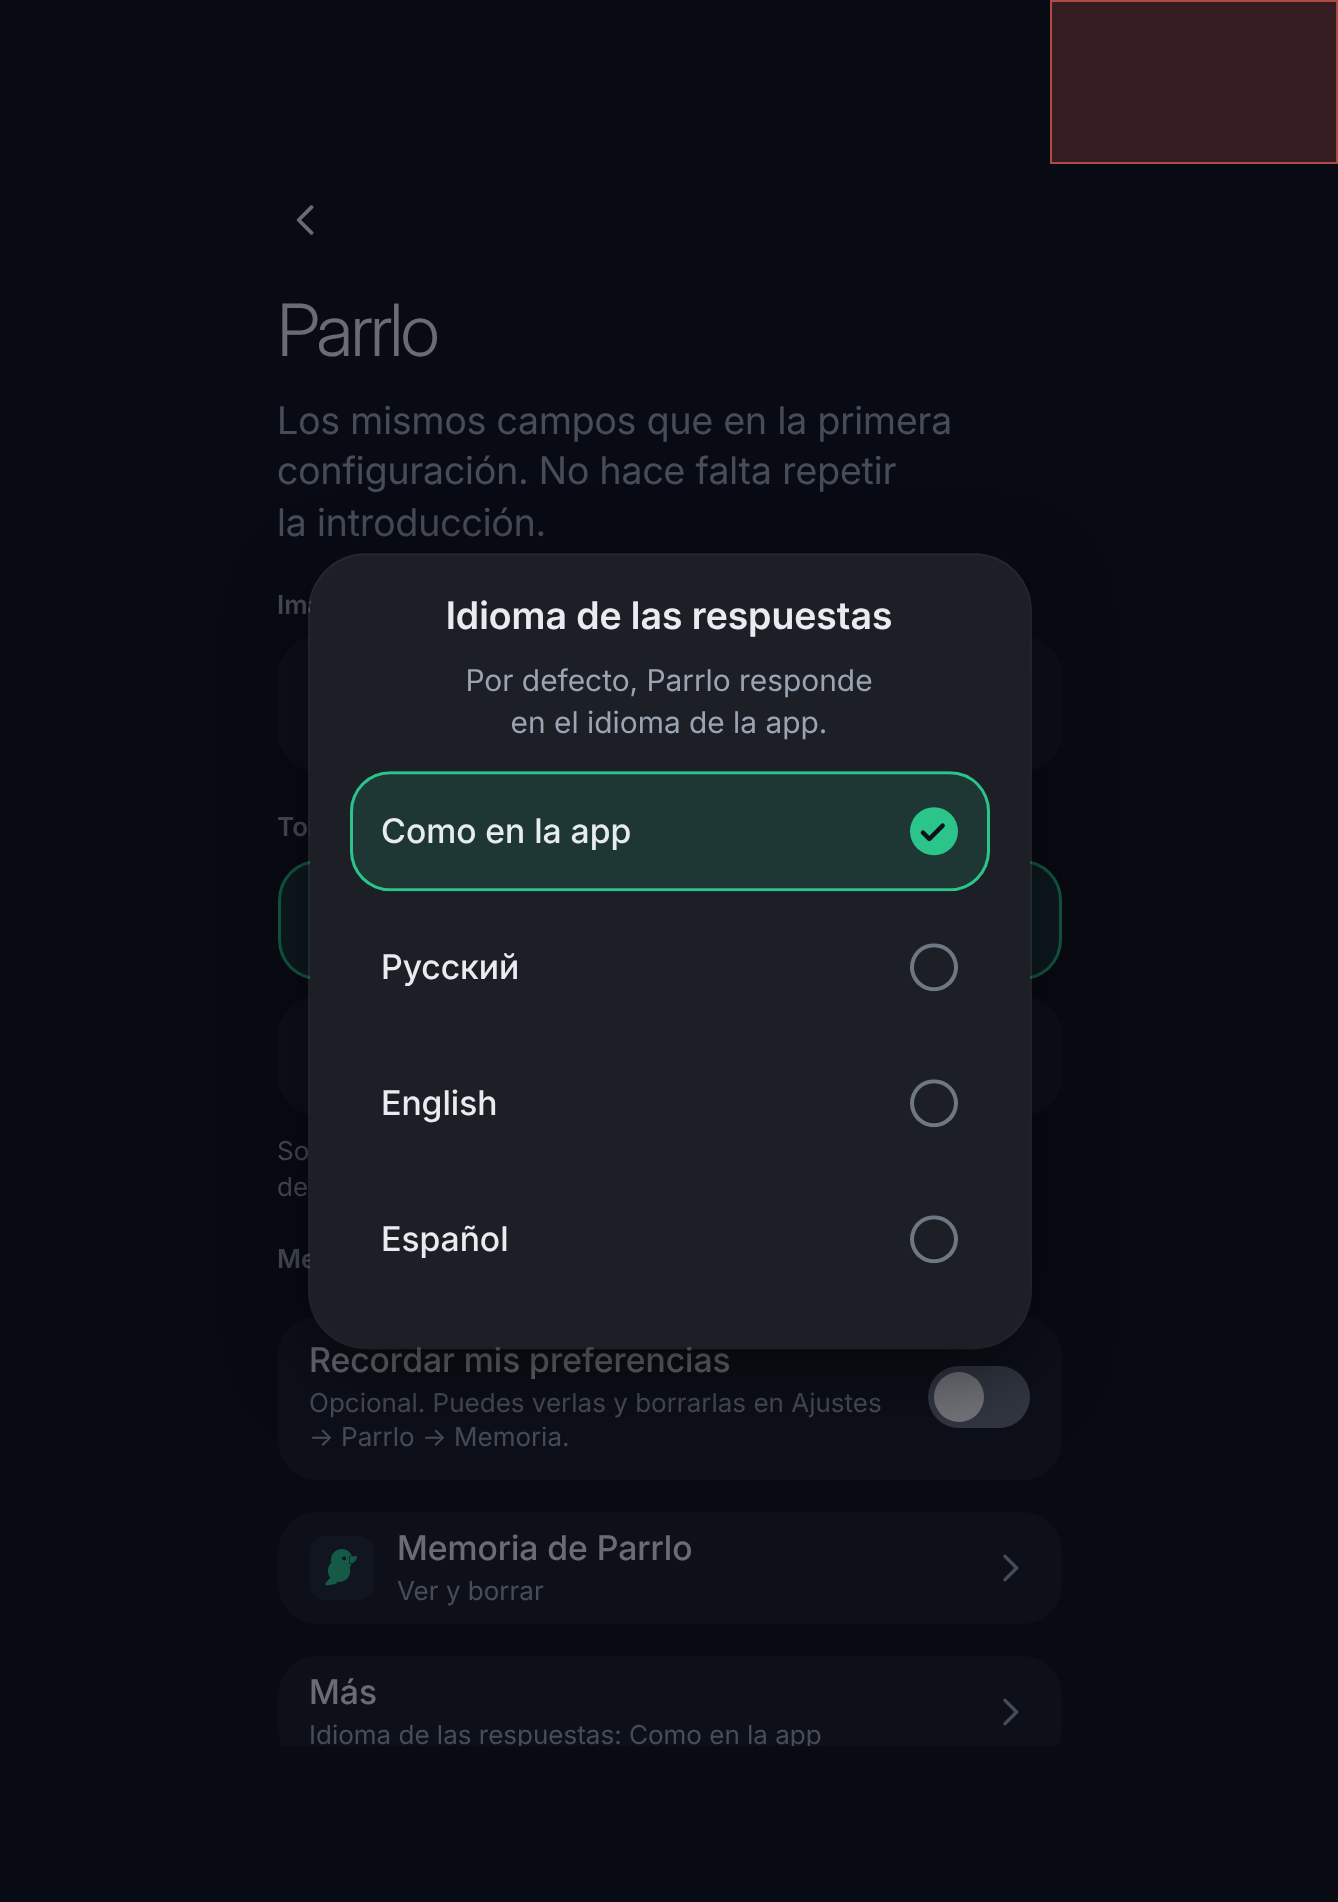 Parrlo
Los mismos campos que en la primera
configuración. No hace falta repetir
la introducción.
Idioma de las respuestas
Por defecto, Parrlo responde
en el idioma de la app.
Como en la app
Русский
English
Español
Recordar mis preferencias
Opcional. Puedes verlas y borrarlas en Ajustes
→ Parrlo → Memoria.
Memoria de Parrlo
Ver y borrar
Más
Idioma de las respuestas: Como en la app